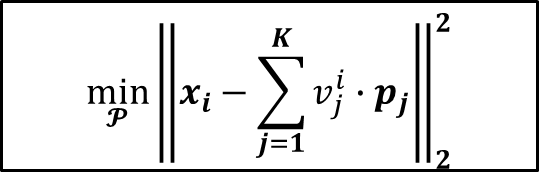 min_𝓟 ‖x_i − ∑_{j=1}^{K} v_j^i · p_j‖_2^2